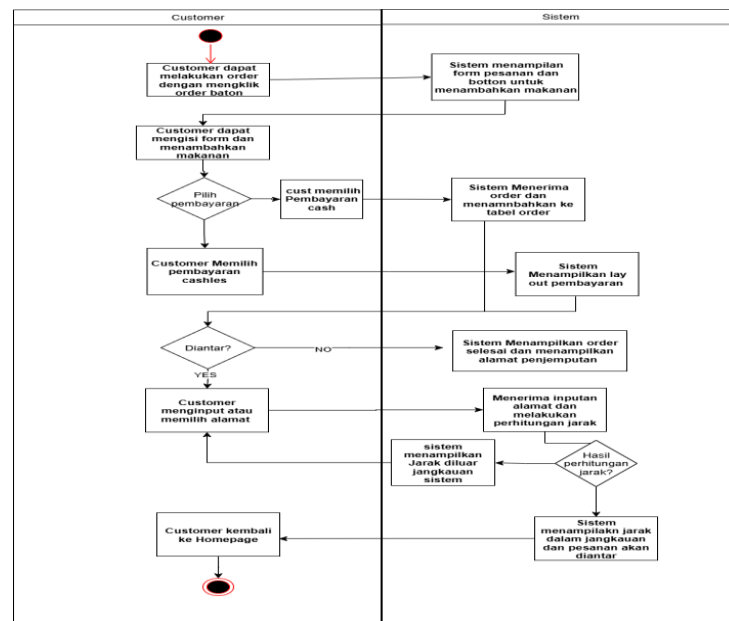 Customer
Sistem
Customer dapat
melakukan order
dengan mengklik
order baton
Sistem menampilan
form pesanan dan
botton untuk
menambahkan makanan
Customer dapat
mengisi form dan
menambahkan
makanan
Pilih
pembayaran
cust memilih
Pembayaran
cash
Sistem Menerima
order dan
menamnbahkan ke
tabel order
Customer Memilih
pembayaran
cashles
Sistem
Menampilkan lay
out pembayaran
Diantar?
NO
Sistem Menampilkan order
selesai dan menampilkan
alamat penjemputan
YES
Customer
menginput atau
memilih alamat
Menerima inputan
alamat dan
melakukan
perhitungan jarak
sistem
menampilkan
Jarak diluar
jangkauan
sistem
Hasil
perhitungan
jarak?
Customer kembali
ke Homepage
Sistem
menampilakn jarak
dalam jangkauan
dan pesanan akan
diantar